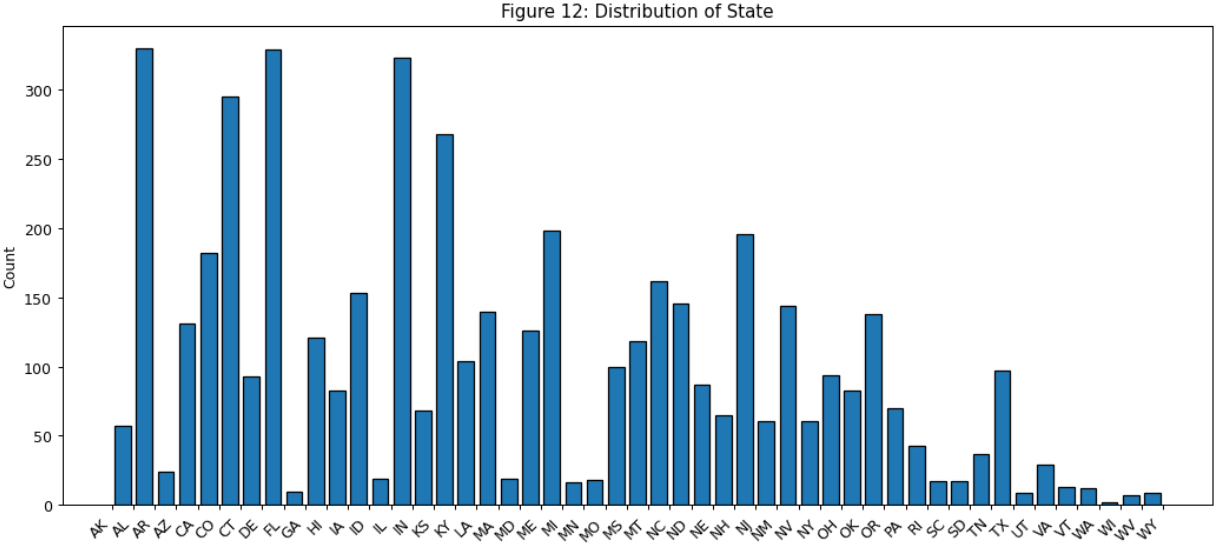 Figure 12: Distribution of State
Count
300
250
200
150
100
50
0
AK AL AR AZ CA CO CT DE FL GA HI IA ID IL IN KS KY LA MA MD ME MI MN MO MS MT NC ND NE NH NJ NM NV NY OH OK OR PA RI SC SD TN TX UT VA VT WA WI WV WY